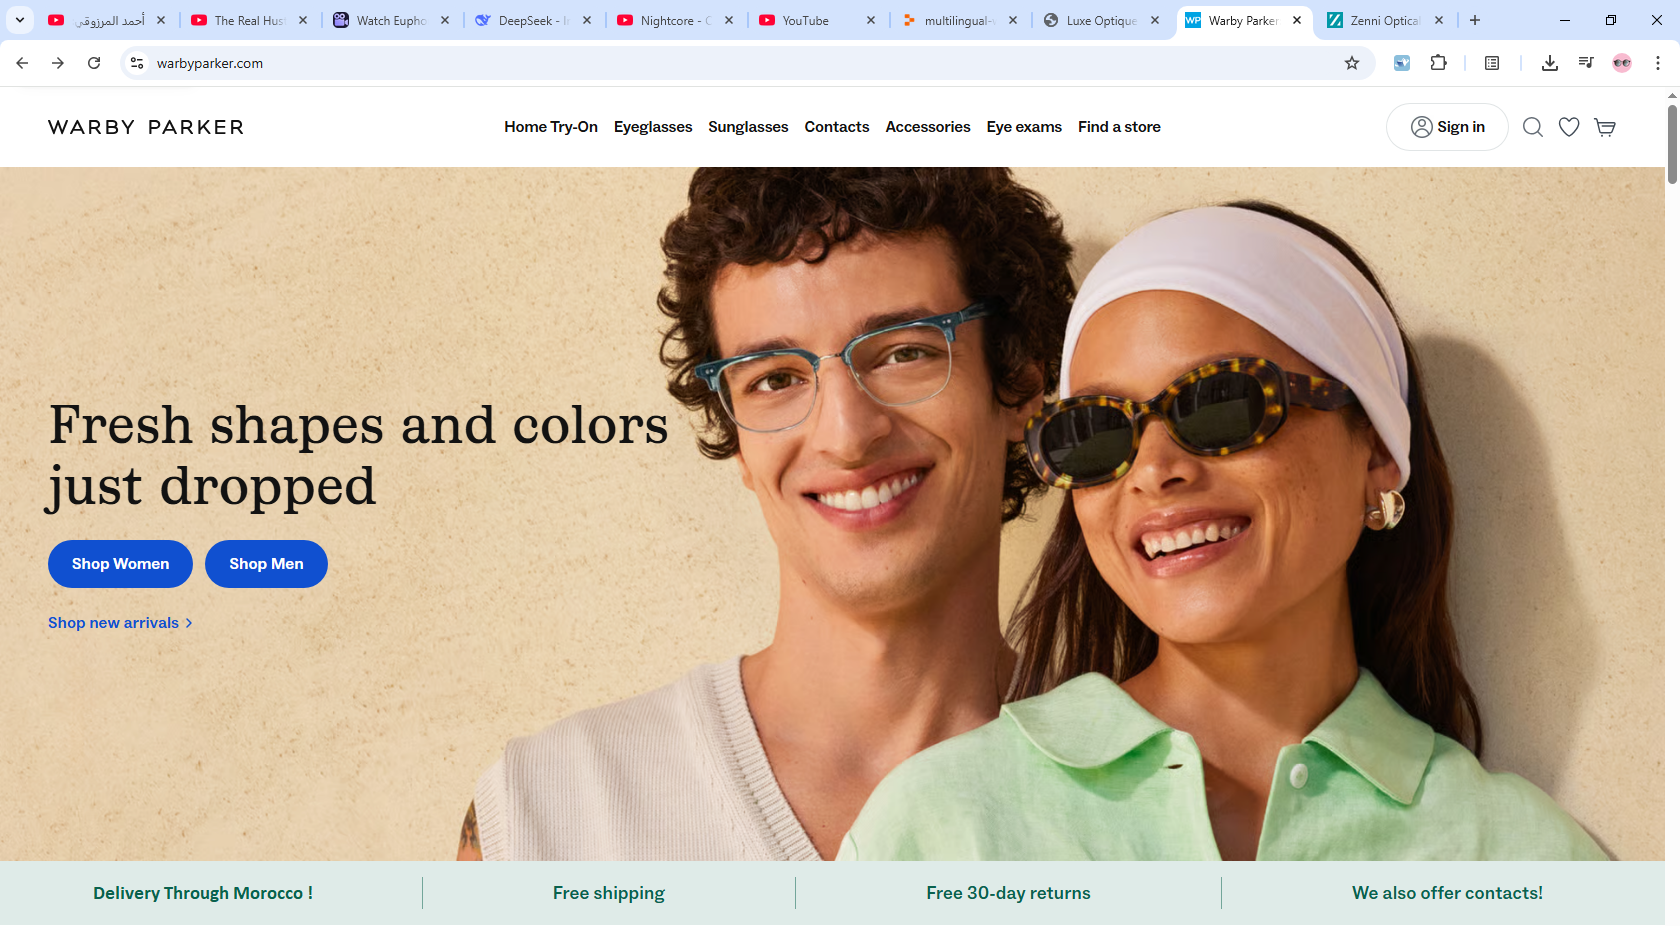 أحمد المرزوقي
The Real Hus
Watch Eupho
DeepSeek - In
Nightcore - C
YouTube
multilingual-v
Luxe Optique
Warby Parker
Zenni Optical
warbyparker.com
WARBY PARKER
Home Try-On
Eyeglasses
Sunglasses
Contacts
Accessories
Eye exams
Find a store
Sign in
Fresh shapes and colors
just dropped
Shop Women
Shop Men
Shop new arrivals
Delivery Through Morocco !
Free shipping
Free 30-day returns
We also offer contacts!